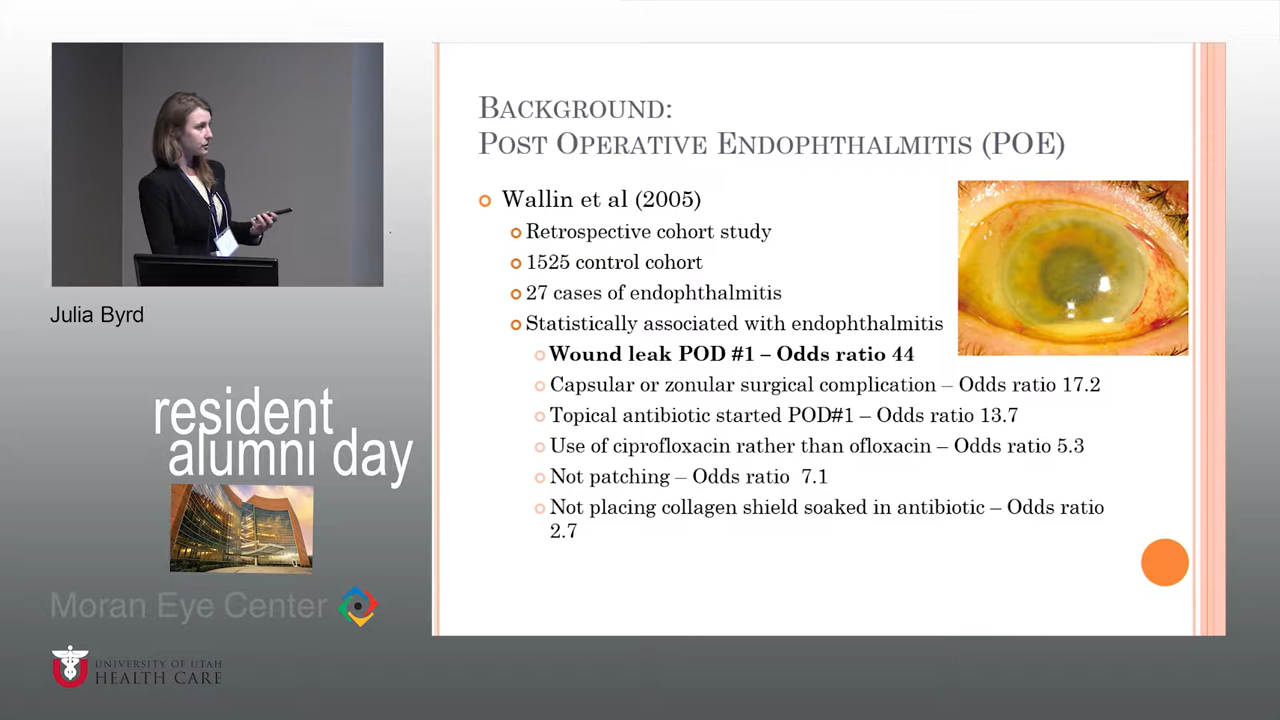 BACKGROUND:
POST OPERATIVE ENDOPHTHALMITIS (POE)
Wallin et al (2005)
Retrospective cohort study
1525 control cohort
27 cases of endophthalmitis
Statistically associated with endophthalmitis
Wound leak POD #1 – Odds ratio 44
Capsular or zonular surgical complication – Odds ratio 17.2
Topical antibiotic started POD#1 – Odds ratio 13.7
Use of ciprofloxacin rather than ofloxacin – Odds ratio 5.3
Not patching – Odds ratio 7.1
Not placing collagen shield soaked in antibiotic – Odds ratio
2.7
Julia Byrd
resident
alumni day
Moran Eye Center
UNIVERSITY OF UTAH
HEALTH CARE